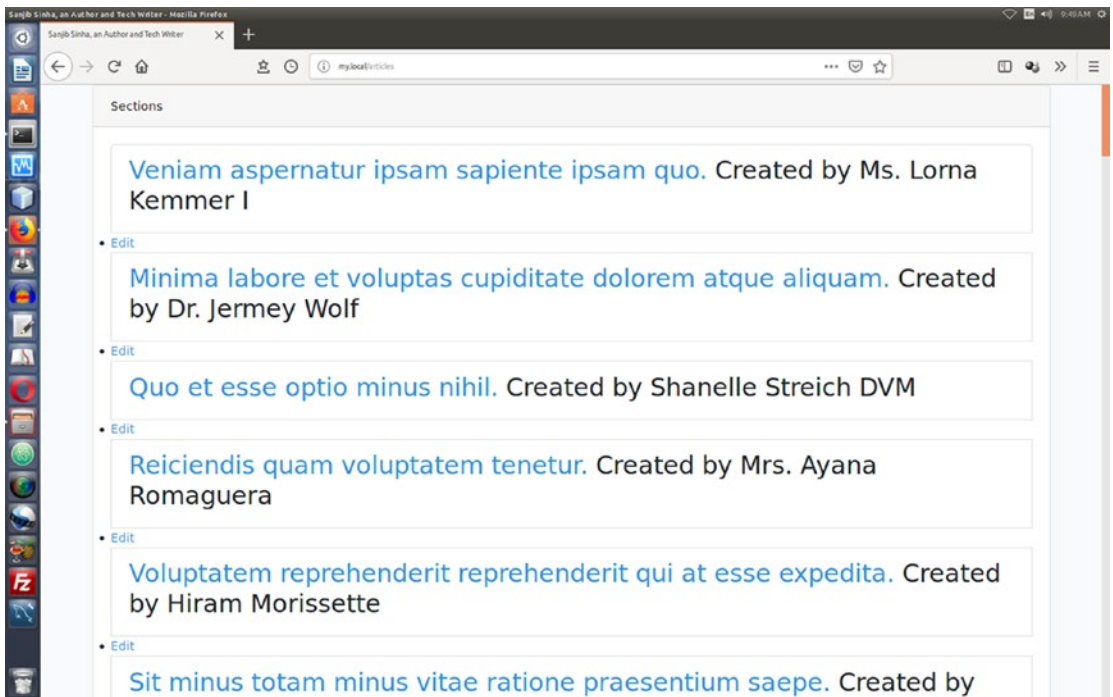 Sanjib Sinha, an Author and Tech Writer - Mozilla Firefox
En
9:49AM
Sanjib Sinha, an Author and Tech Writer
my.local/articles
Sections
Veniam aspernatur ipsam sapiente ipsam quo. Created by Ms. Lorna
Kemmer I
Edit
Minima labore et voluptas cupiditate dolorem atque aliquam. Created
by Dr. Jermey Wolf
Edit
Quo et esse optio minus nihil. Created by Shanelle Streich DVM
Edit
Reiciendis quam voluptatem tenetur. Created by Mrs. Ayana
Romaguera
Edit
Voluptatem reprehenderit reprehenderit qui at esse expedita. Created
by Hiram Morissette
Edit
Sit minus totam minus vitae ratione praesentium saepe. Created by
Fz